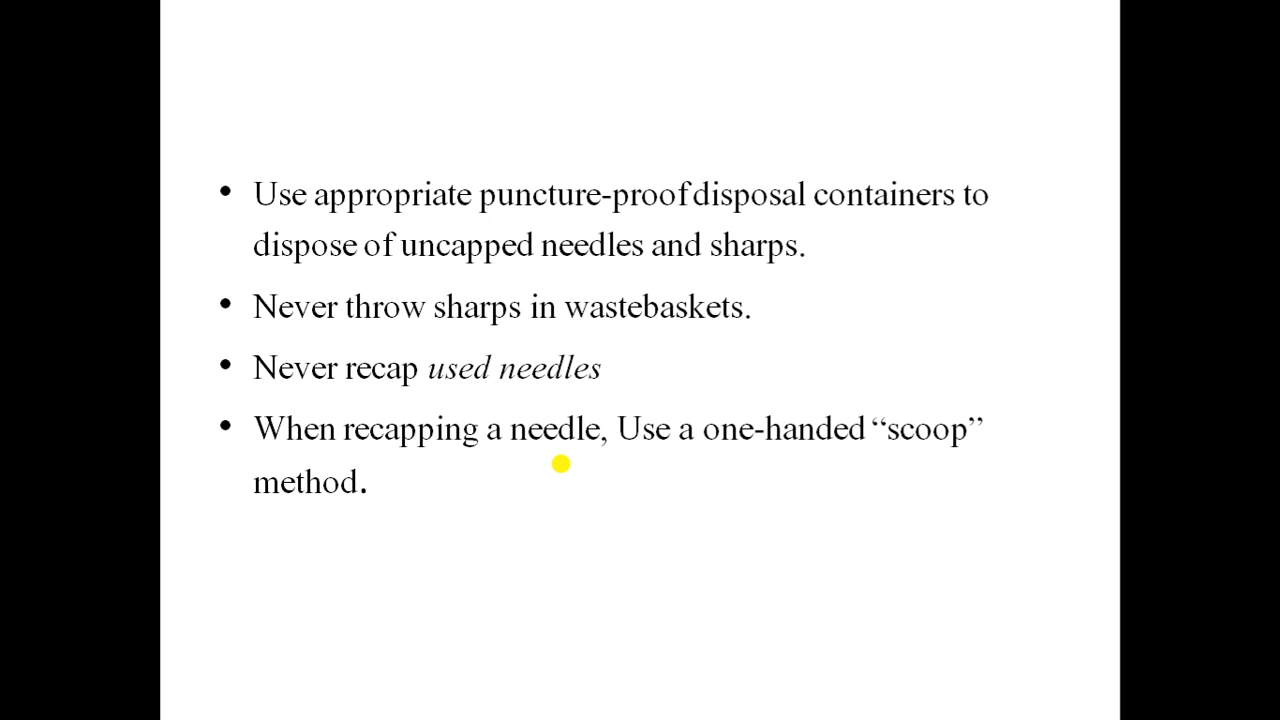 • Use appropriate puncture-proof disposal containers to
dispose of uncapped needles and sharps.
• Never throw sharps in wastebaskets.
• Never recap used needles
• When recapping a needle, Use a one-handed “scoop”
method.